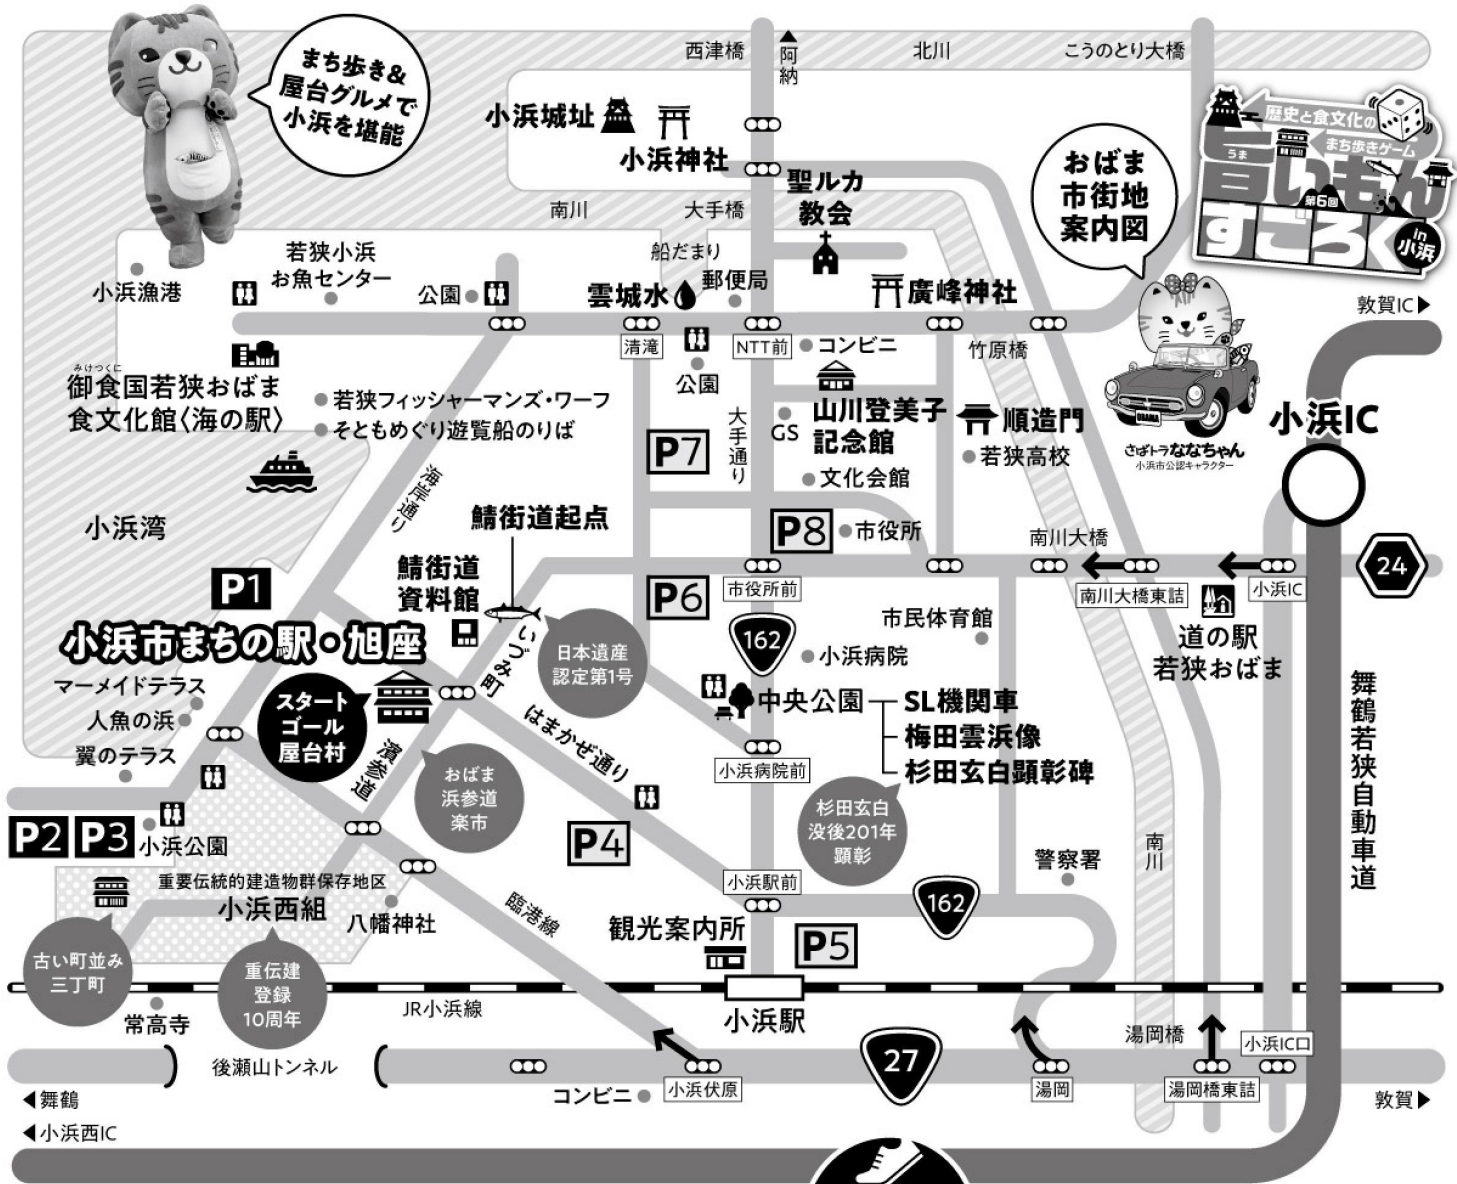 まち歩き&
屋台グルメで
小浜を堪能
西津橋
▲阿納
北川
こうのとり大橋
歴史と食文化の
まち歩きゲーム
うま
旨いもん
第6回
すごろく
in
小浜
おばま
市街地
案内図
小浜城址
小浜神社
聖ルカ
教会
南川
大手橋
船だまり
若狭小浜
お魚センター
小浜漁港
公園
雲城水
郵便局
廣峰神社
敦賀IC▶
清滝
NTT前
コンビニ
竹原橋
公園
みけつくに
御食国若狭おばま
食文化館〈海の駅〉
若狭フィッシャーマンズ・ワーフ
そともめぐり遊覧船のりば
大手通り
GS
山川登美子
記念館
順造門
若狭高校
OBAMA
さばトラななちゃん
小浜市公認キャラクター
小浜IC
P7
文化会館
海岸通り
小浜湾
鯖街道起点
P8
市役所
南川大橋
24
鯖街道
資料館
P1
P6
市役所前
南川大橋東詰
小浜IC
小浜市まちの駅・旭座
いづみ町
日本遺産
認定第1号
162
市民体育館
小浜病院
道の駅
若狭おばま
マーメイドテラス
人魚の浜
翼のテラス
スタート
ゴール
屋台村
中央公園
SL機関車
梅田雲浜像
杉田玄白顕彰碑
舞鶴若狭自動車道
はまかぜ通り
濱参道
おばま
浜参道
楽市
小浜病院前
杉田玄白
没後201年
顕彰
P2
P3
小浜公園
P4
南川
警察署
重要伝統的建造物群保存地区
小浜西組
八幡神社
臨港線
小浜駅前
162
観光案内所
P5
古い町並み
三丁町
重伝建
登録
10周年
常高寺
JR小浜線
小浜駅
後瀬山トンネル
27
湯岡橋
小浜IC口
コンビニ
小浜伏原
湯岡
湯岡橋東詰
◀舞鶴
敦賀▶
◀小浜西IC